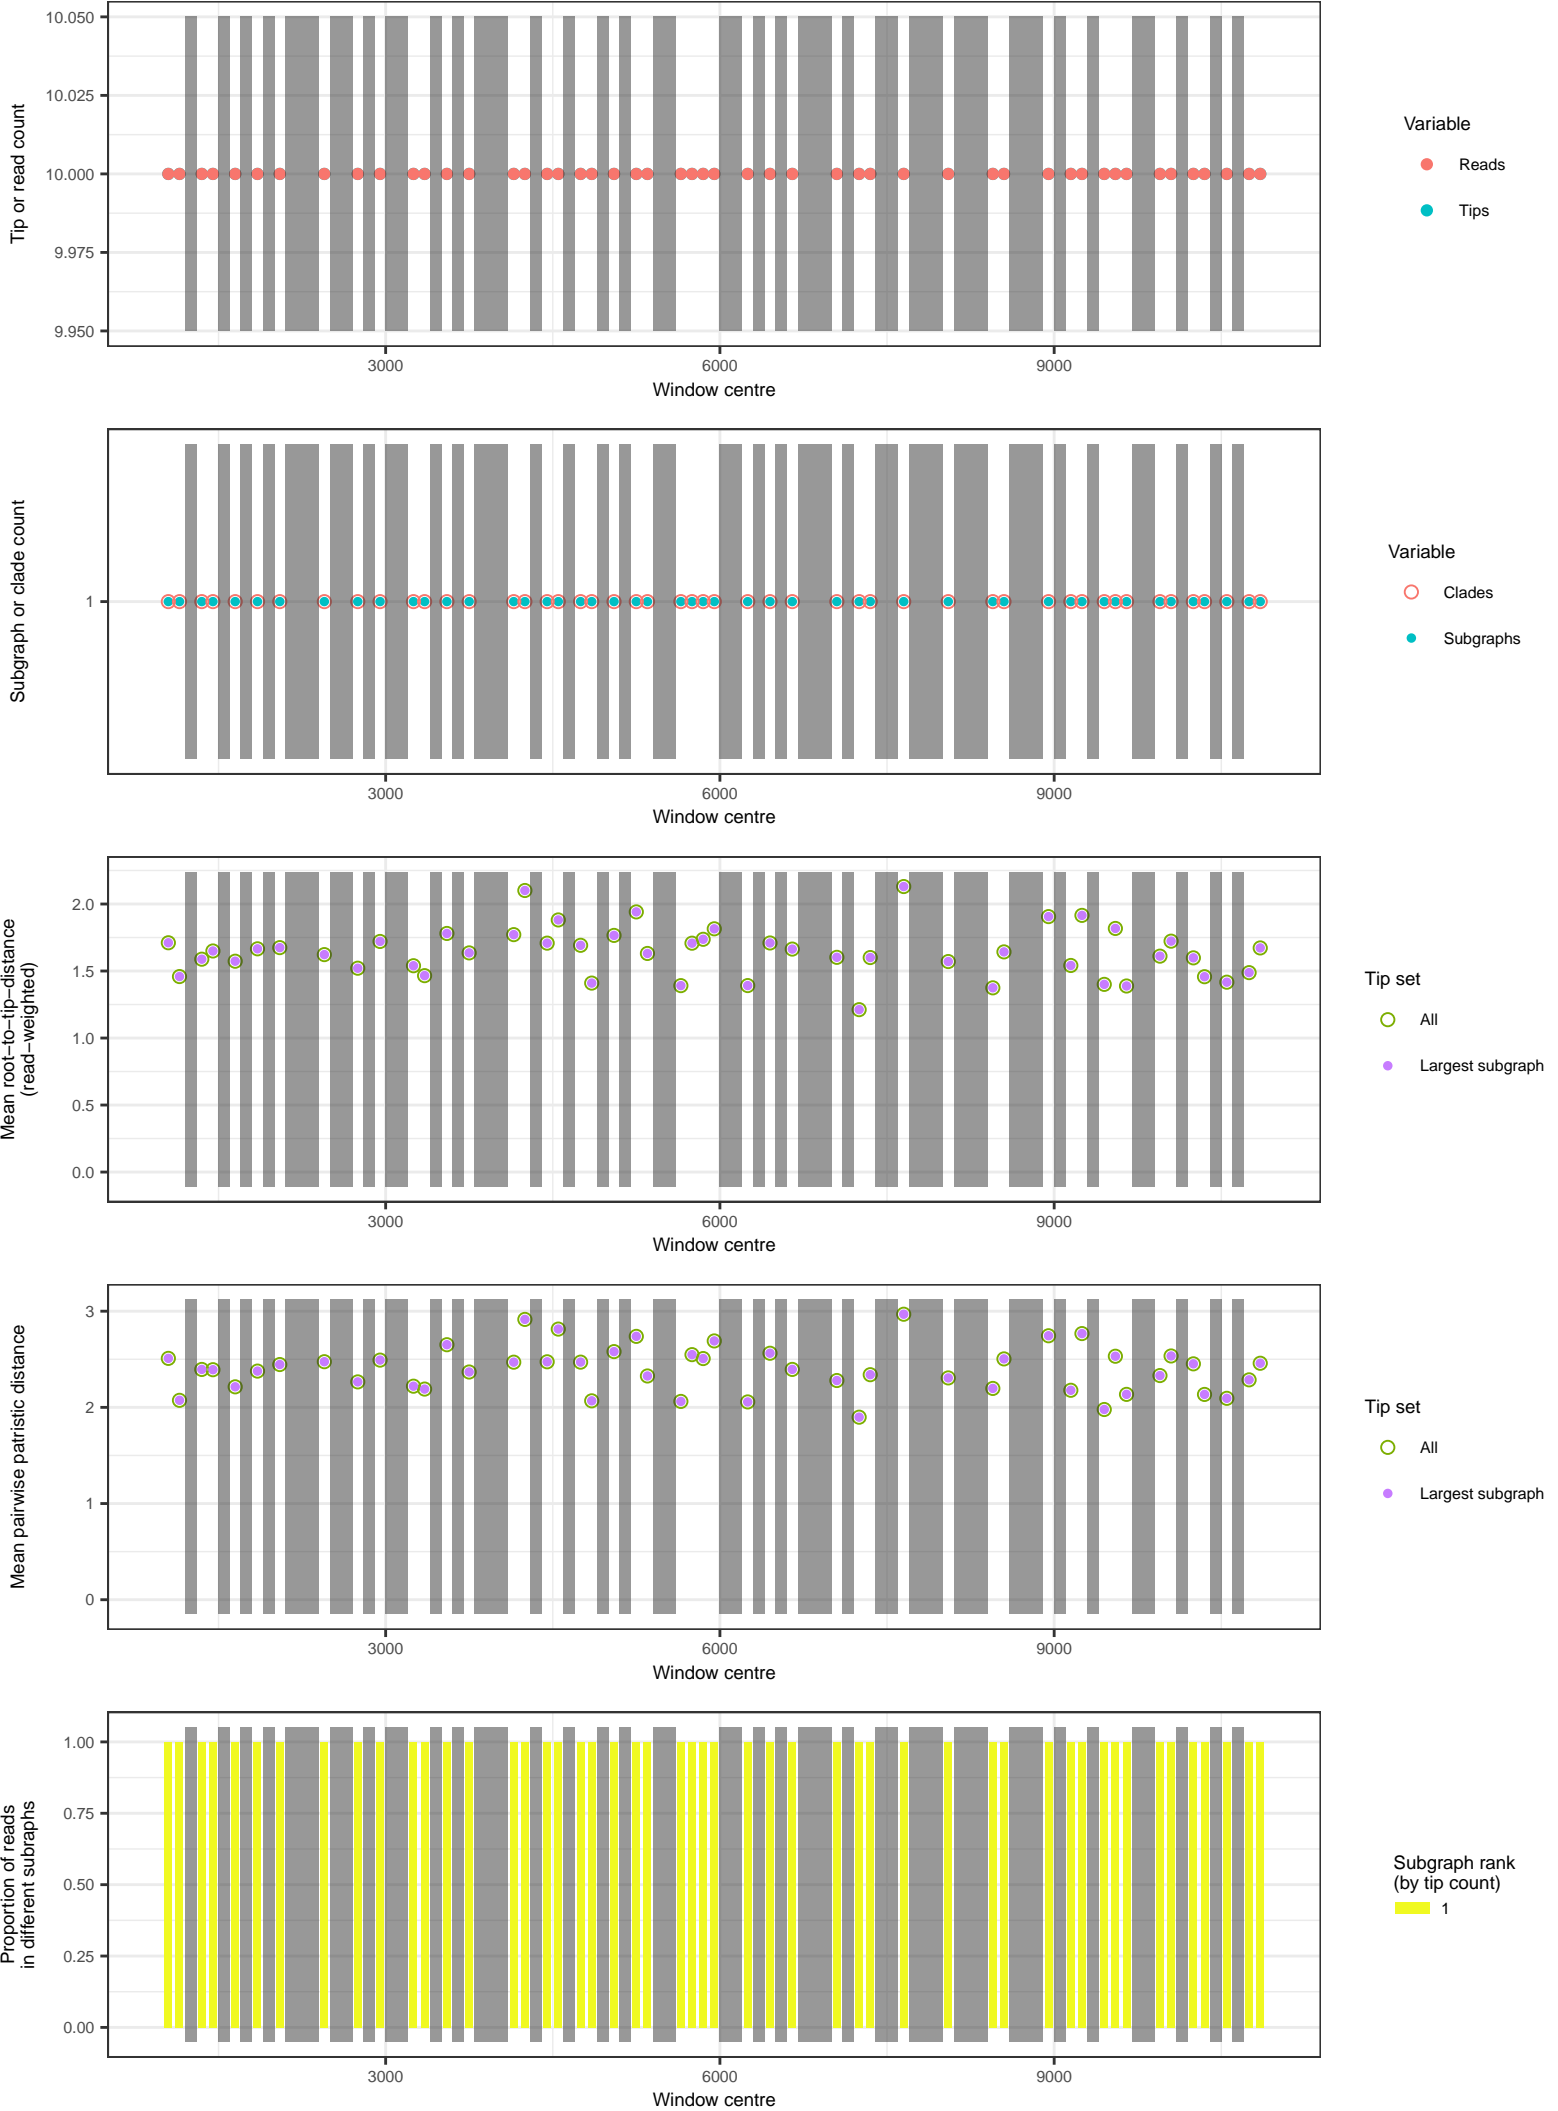 10.050
10.025
10.000
9.975
9.950
Tip or read count
3000
6000
9000
Window centre
Variable
Reads
Tips
1
Subgraph or clade count
3000
6000
9000
Window centre
Variable
Clades
Subgraphs
2.0
1.5
1.0
0.5
0.0
Mean root−to−tip−distance
(read−weighted)
3000
6000
9000
Window centre
Tip set
All
Largest subgraph
3
2
1
0
Mean pairwise patristic distance
3000
6000
9000
Window centre
Tip set
All
Largest subgraph
1.00
0.75
0.50
0.25
0.00
Proportion of reads
in different subraphs
3000
6000
9000
Window centre
Subgraph rank
(by tip count)
1